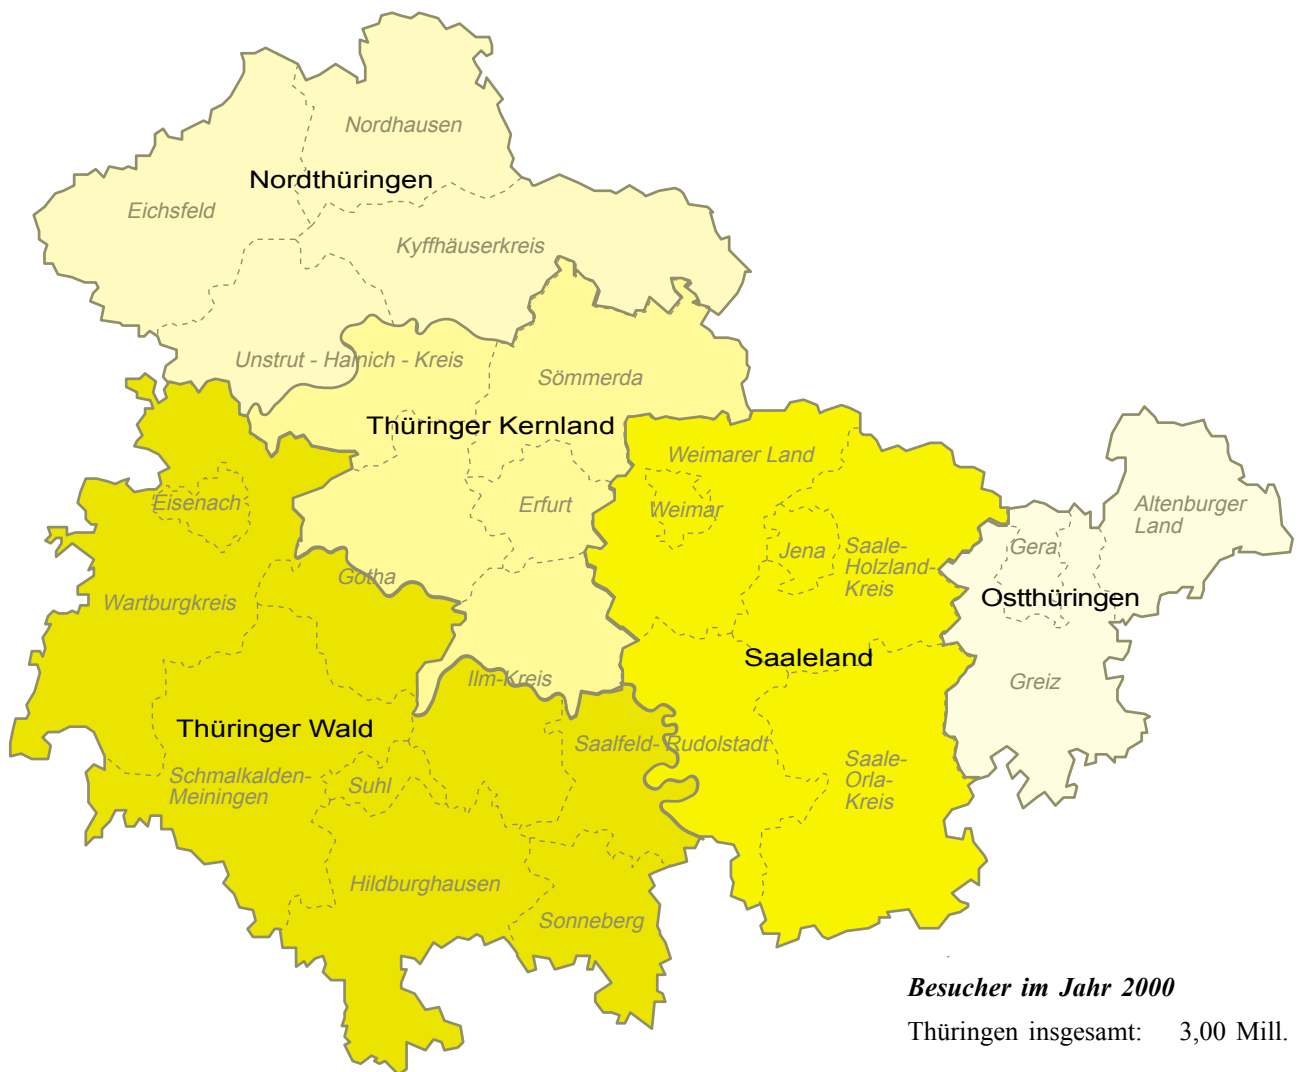 Nordhausen
Nordthüringen
Eichsfeld
Kyffhäuserkreis
Unstrut - Hainich - Kreis
Sömmerda
Thüringer Kernland
Weimarer Land
Eisenach
Erfurt
Weimar
Altenburger
Land
Gera
Jena
Saale-
Holzland-
Kreis
Gotha
Wartburgkreis
Ostthüringen
Saaleland
Ilm-Kreis
Greiz
Thüringer Wald
Saalfeld- Rudolstadt
Schmalkalden-
Meiningen
Suhl
Saale-
Orla-
Kreis
Hildburghausen
Sonneberg
Besucher im Jahr 2000
Thüringen insgesamt: 3,00 Mill.